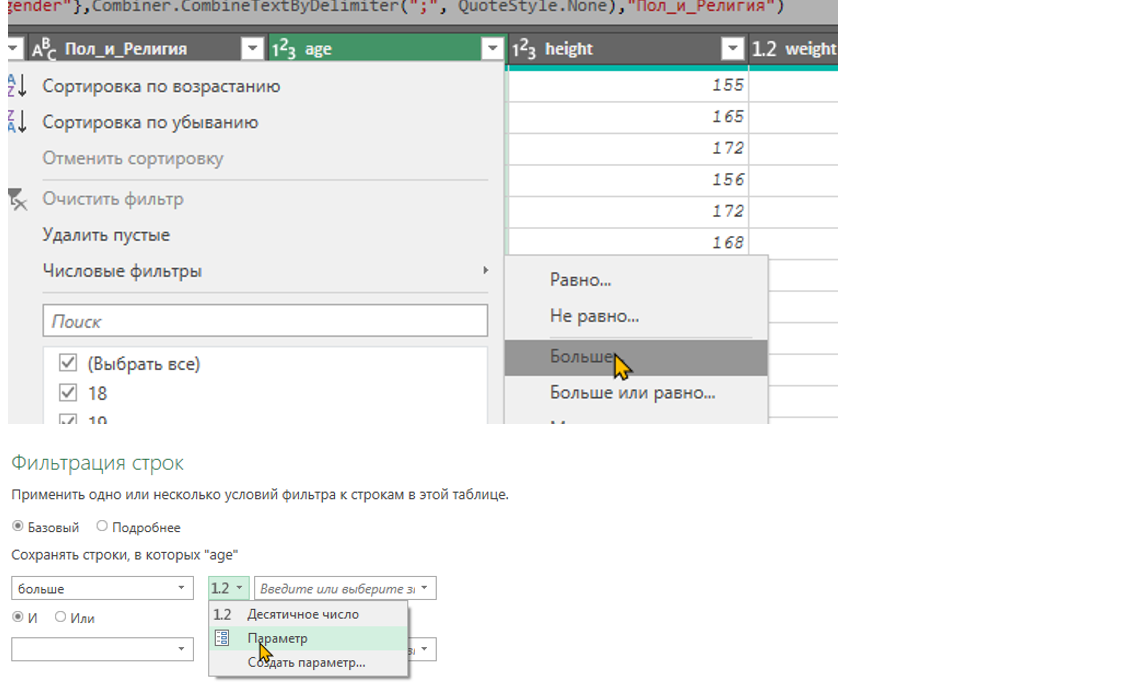 gender"},Combiner.CombineTextByDelimiter(";", QuoteStyle.None),"Пол_и_Религия")
ABC Пол_и_Религия 123 age 123 height 1.2 weight
Сортировка по возрастанию 155
Сортировка по убыванию 165
Отменить сортировку 172
Очистить фильтр 156
Удалить пустые 172
Числовые фильтры 168
Равно...
Поиск
Не равно...
(Выбрать все)
Больше
18
Больше или равно...
19
Фильтрация строк
Применить одно или несколько условий фильтра к строкам в этой таблице.
Базовый Подробнее
Сохранять строки, в которых "age"
больше 1.2 Введите или выберите з
И Или
1.2 Десятичное число
Параметр
Создать параметр...